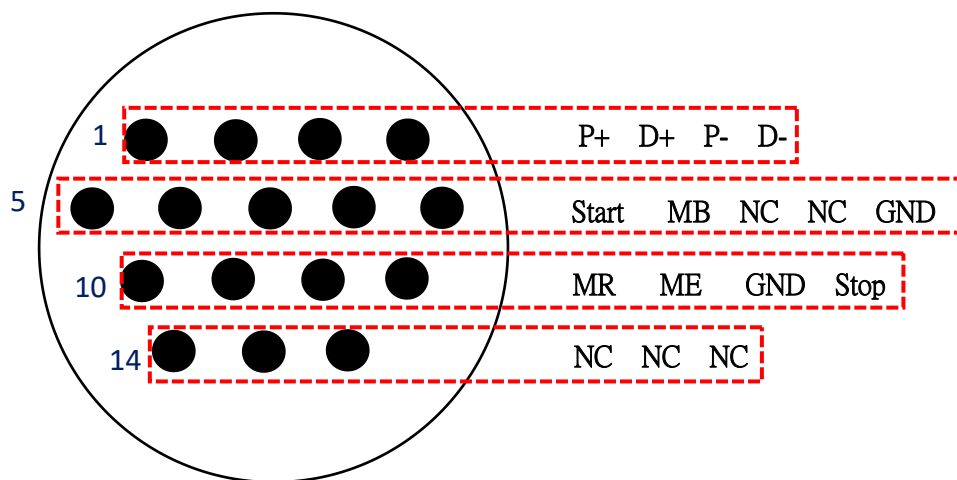 1 P+ D+ P- D-
5 Start MB NC NC GND
10 MR ME GND Stop
14 NC NC NC